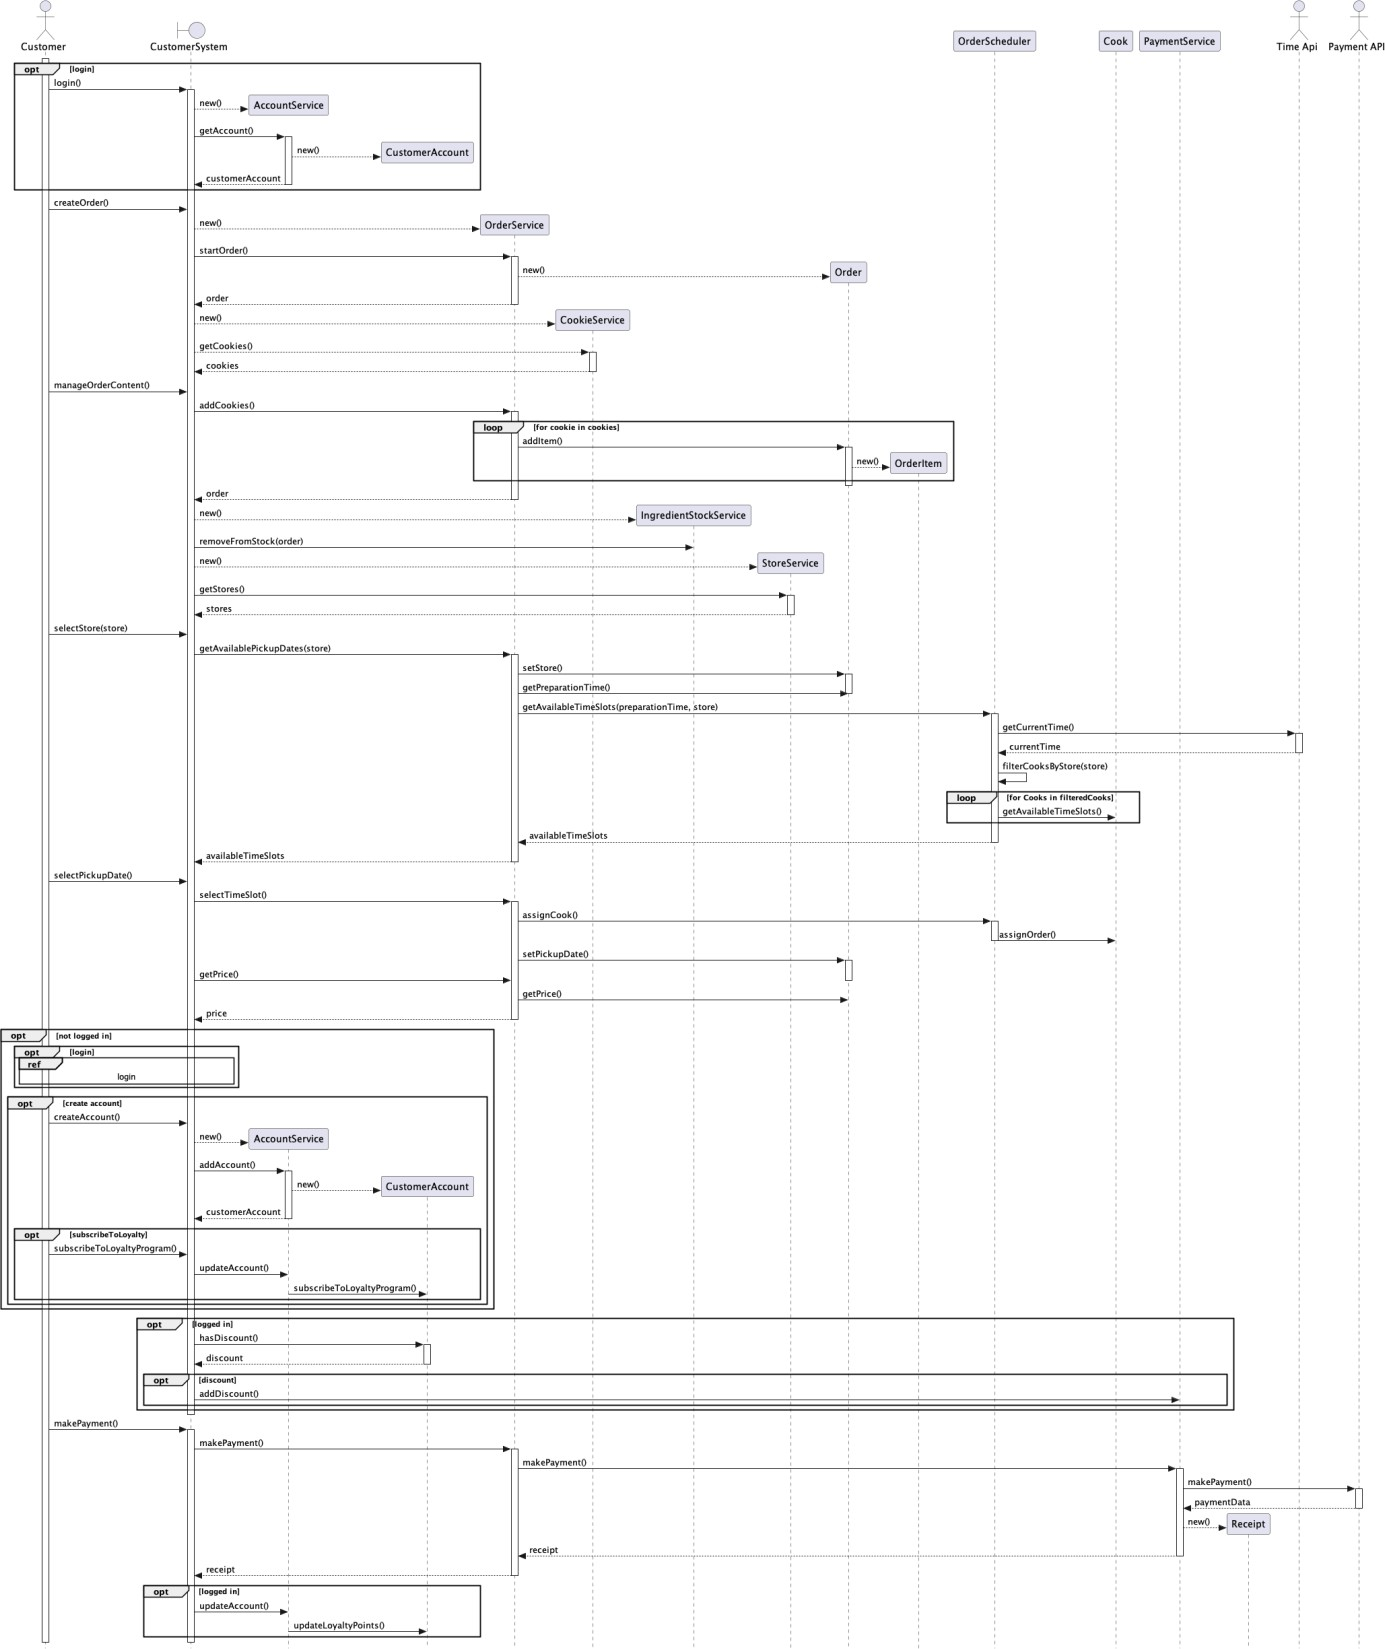 Customer
CustomerSystem
OrderScheduler
Cook
PaymentService
Time Api
Payment API
opt [login]
login()
new()
AccountService
getAccount()
new()
CustomerAccount
customerAccount
createOrder()
new()
OrderService
startOrder()
new()
Order
order
new()
CookieService
getCookies()
cookies
manageOrderContent()
addCookies()
loop [for cookie in cookies]
addItem()
new()
OrderItem
order
new()
IngredientStockService
removeFromStock(order)
new()
StoreService
getStores()
stores
selectStore(store)
getAvailablePickupDates(store)
setStore()
getPreparationTime()
getAvailableTimeSlots(preparationTime, store)
getCurrentTime()
currentTime
filterCooksByStore(store)
loop [for Cooks in filteredCooks]
getAvailableTimeSlots()
availableTimeSlots
availableTimeSlots
selectPickupDate()
selectTimeSlot()
assignCook()
assignOrder()
setPickupDate()
getPrice()
getPrice()
price
opt [not logged in]
opt [login]
ref
login
opt [create account]
createAccount()
new()
AccountService
addAccount()
new()
CustomerAccount
customerAccount
opt [subscribeToLoyalty]
subscribeToLoyaltyProgram()
updateAccount()
subscribeToLoyaltyProgram()
opt [logged in]
hasDiscount()
discount
opt [discount]
addDiscount()
makePayment()
makePayment()
makePayment()
makePayment()
paymentData
new()
Receipt
receipt
receipt
opt [logged in]
updateAccount()
updateLoyaltyPoints()